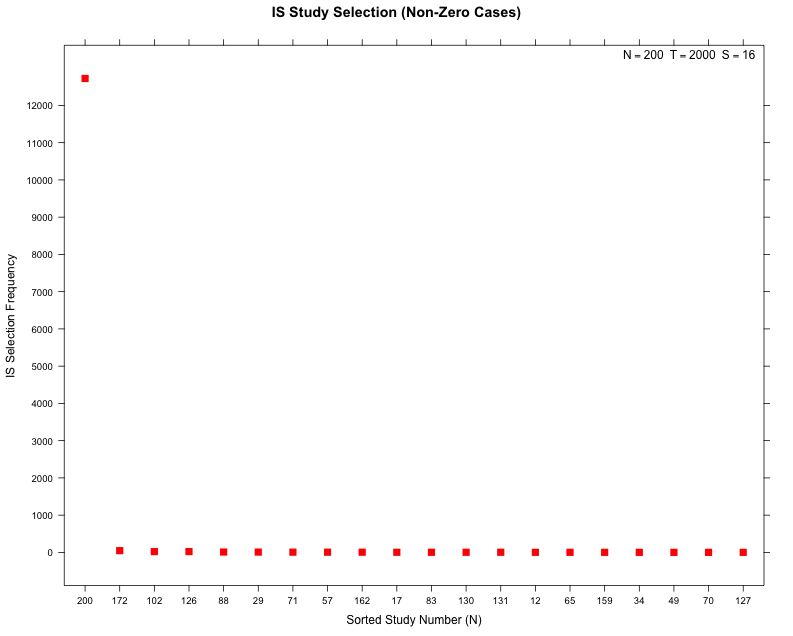 IS Study Selection (Non-Zero Cases)
N = 200 T = 2000 S = 16
12000
11000
10000
9000
8000
7000
6000
5000
4000
3000
2000
1000
0
IS Selection Frequency
200 172 102 126 88 29 71 57 162 17 83 130 131 12 65 159 34 49 70 127
Sorted Study Number (N)